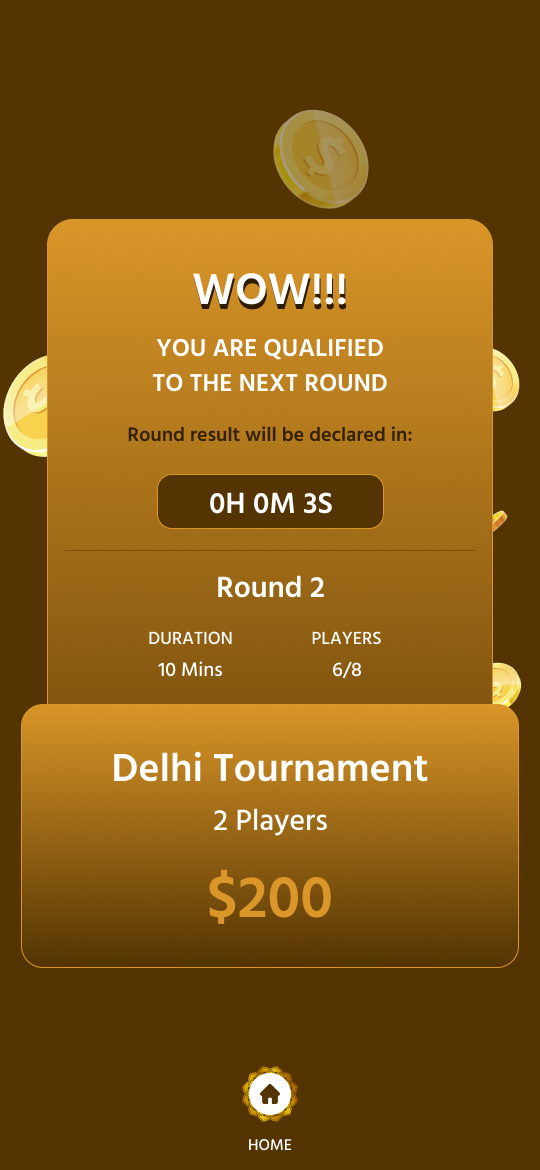 WOW!!!
YOU ARE QUALIFIED
TO THE NEXT ROUND
Round result will be declared in:
0H 0M 3S
Round 2
DURATION PLAYERS
10 Mins 6/8
Delhi Tournament
2 Players
$200
HOME